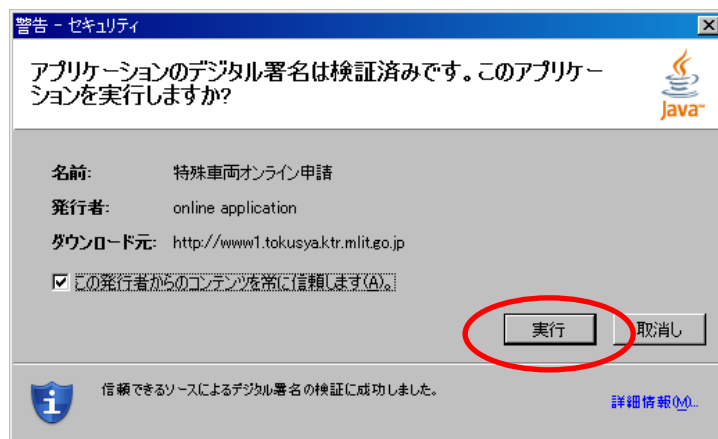 警告 - セキュリティ
アプリケーションのデジタル署名は検証済みです。このアプリケー
ションを実行しますか?
Java
名前: 特殊車両オンライン申請
発行者: online application
ダウンロード元: http://www1.tokusya.ktr.mlit.go.jp
この発行者からのコンテンツを常に信頼します(A)。
実行 取消し
信頼できるソースによるデジタル署名の検証に成功しました。
詳細情報(M)...